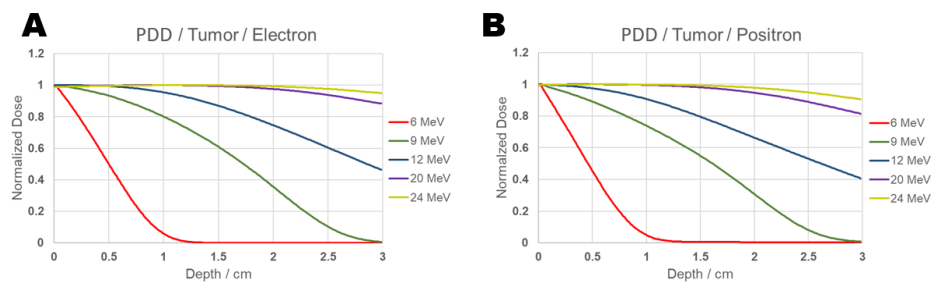 A
PDD / Tumor / Electron
1.2
1
0.8
0.6
0.4
0.2
0
Normalized Dose
0 0.5 1 1.5 2 2.5 3
Depth / cm
6 MeV
9 MeV
12 MeV
20 MeV
24 MeV
B
PDD / Tumor / Positron
1.2
1
0.8
0.6
0.4
0.2
0
Normalized Dose
0 0.5 1 1.5 2 2.5 3
Depth / cm
6 MeV
9 MeV
12 MeV
20 MeV
24 MeV